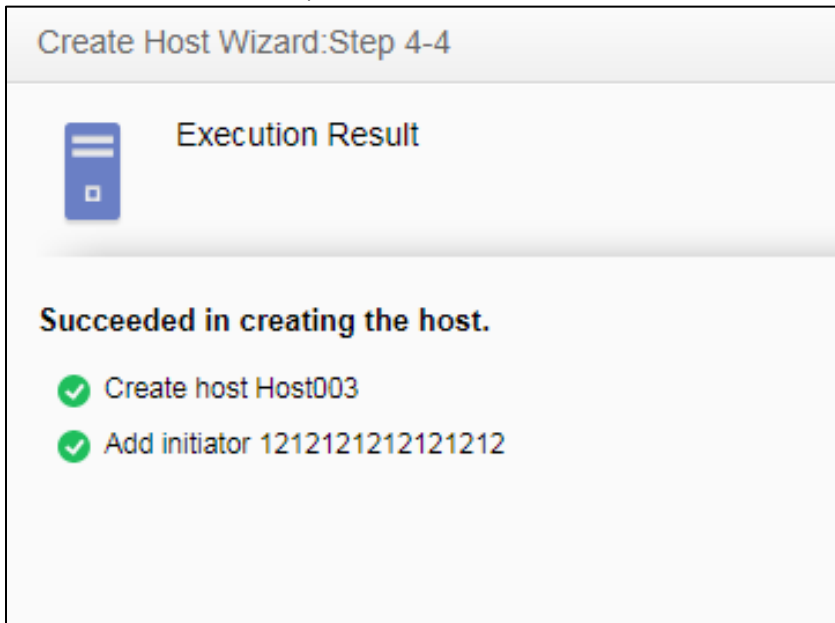 Create Host Wizard:Step 4-4
Execution Result
Succeeded in creating the host.
Create host Host003
Add initiator 1212121212121212